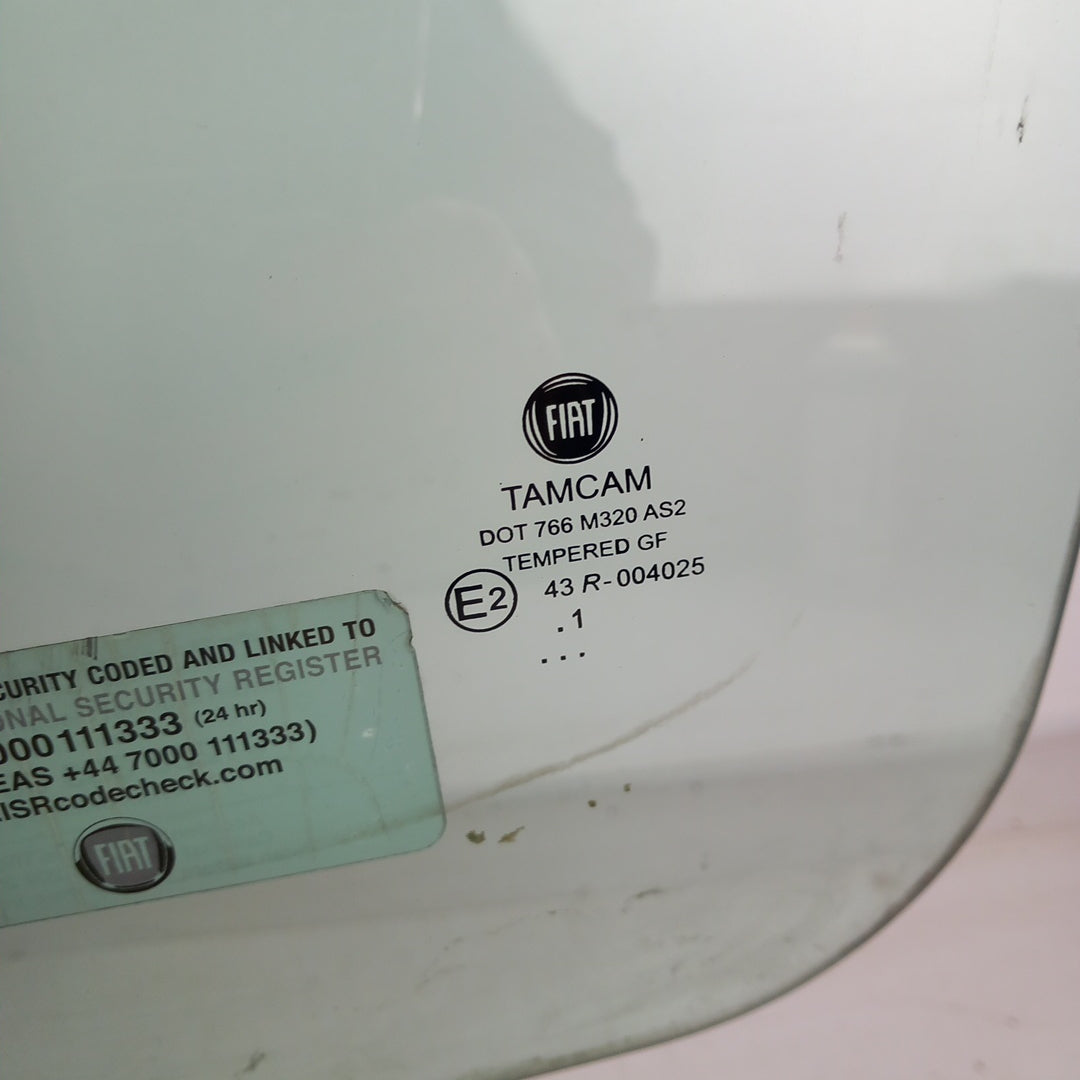 FIAT
TAMCAM
DOT 766 M320 AS2
TEMPERED GF
E2 43 R-004025
.1
...
CURITY CODED AND LINKED TO
ONAL SECURITY REGISTER
000111333 (24 hr)
EAS +44 7000 111333)
ISRcodecheck.com
FIAT